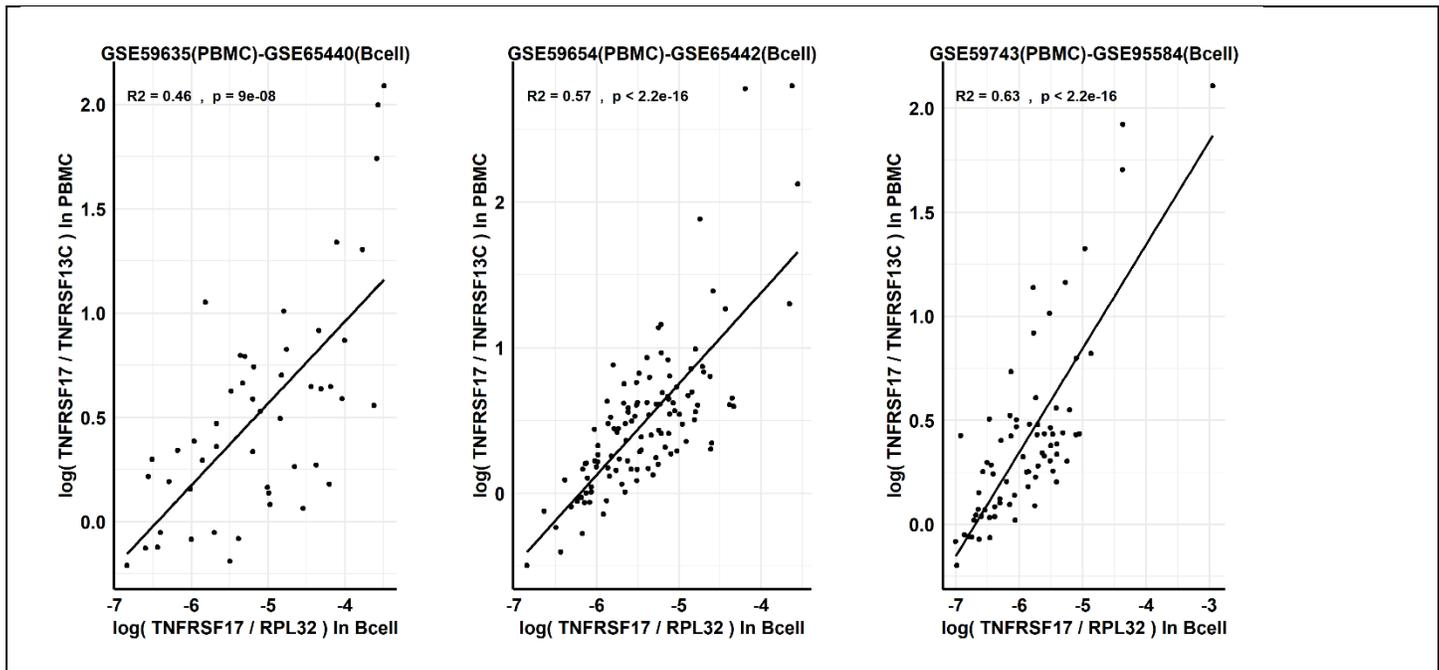 GSE59635(PBMC)-GSE65440(Bcell)
R2 = 0.46 , p = 9e-08
log( TNFRSF17 / TNFRSF13C ) In PBMC
2.0
1.5
1.0
0.5
0.0
-7 -6 -5 -4
log( TNFRSF17 / RPL32 ) In Bcell
GSE59654(PBMC)-GSE65442(Bcell)
R2 = 0.57 , p < 2.2e-16
log( TNFRSF17 / TNFRSF13C ) In PBMC
2
1
0
-7 -6 -5 -4
log( TNFRSF17 / RPL32 ) In Bcell
GSE59743(PBMC)-GSE95584(Bcell)
R2 = 0.63 , p < 2.2e-16
log( TNFRSF17 / TNFRSF13C ) In PBMC
2.0
1.5
1.0
0.5
0.0
-7 -6 -5 -4 -3
log( TNFRSF17 / RPL32 ) In Bcell